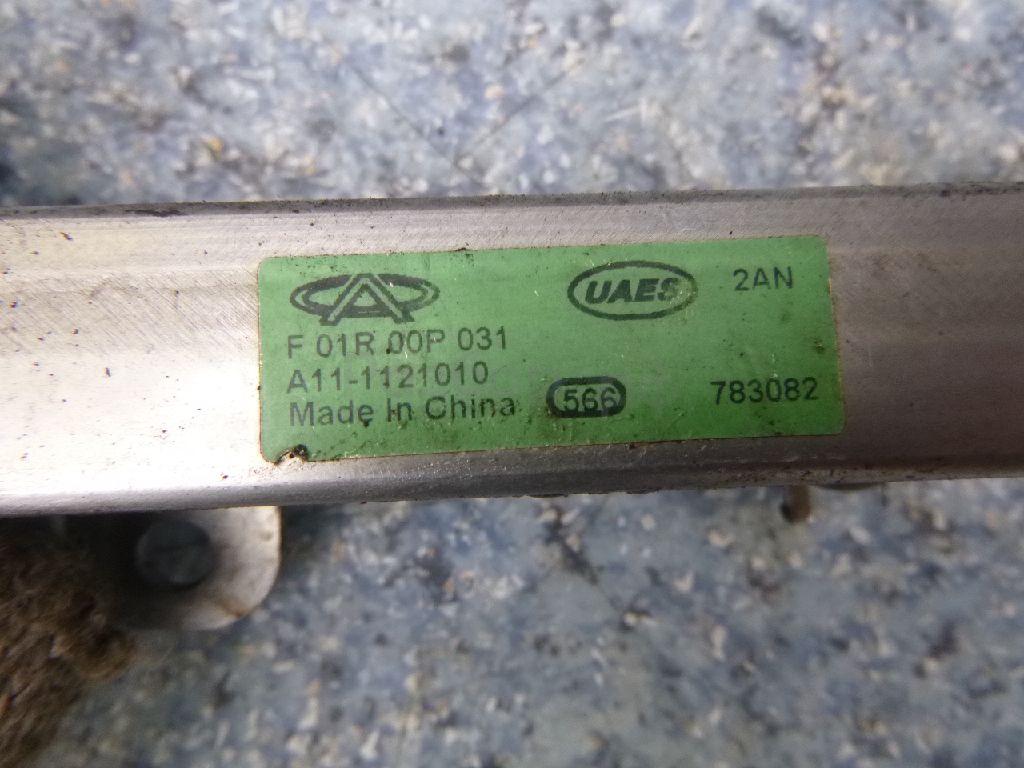 UAES 2AN
F 01R 00P 031
A11-1121010
Made In China 566 783082